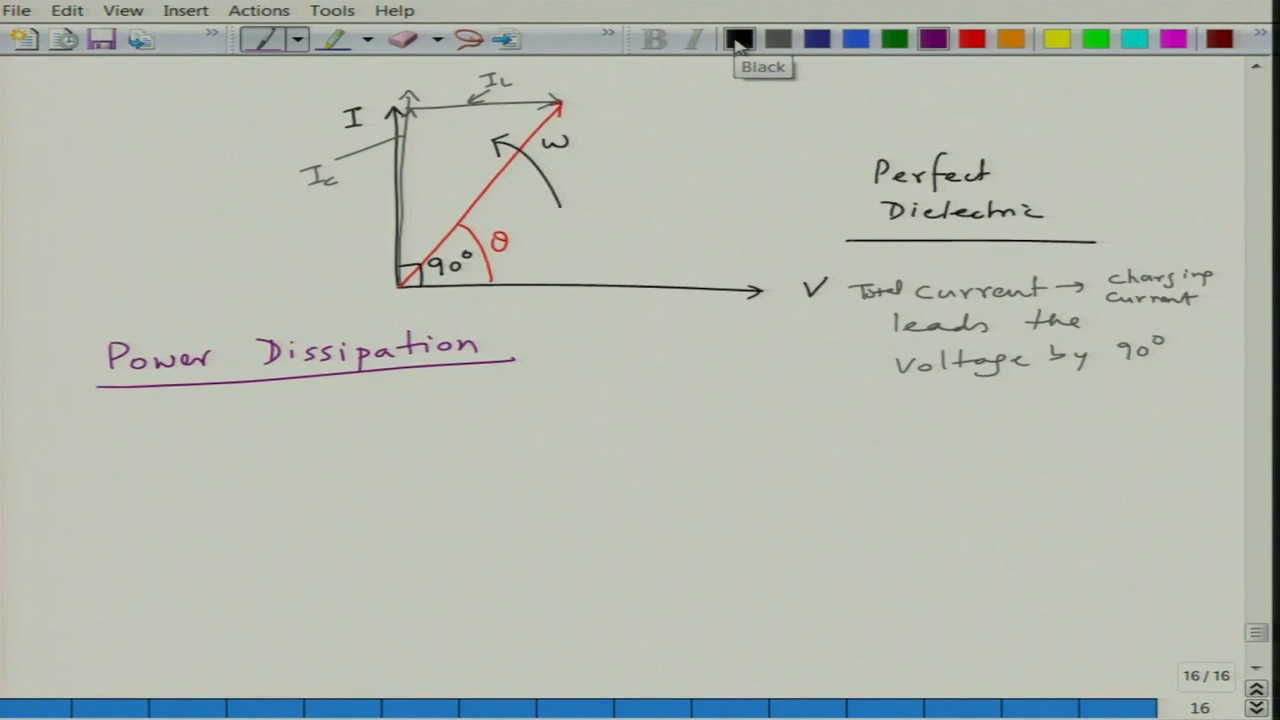 File Edit View Insert Actions Tools Help
B I
Black
I
IL
Ic
ω
θ
90°
V
Perfect
Dielectric
Total current → charging
current
leads the
voltage by 90°
Power Dissipation
16 / 16
16